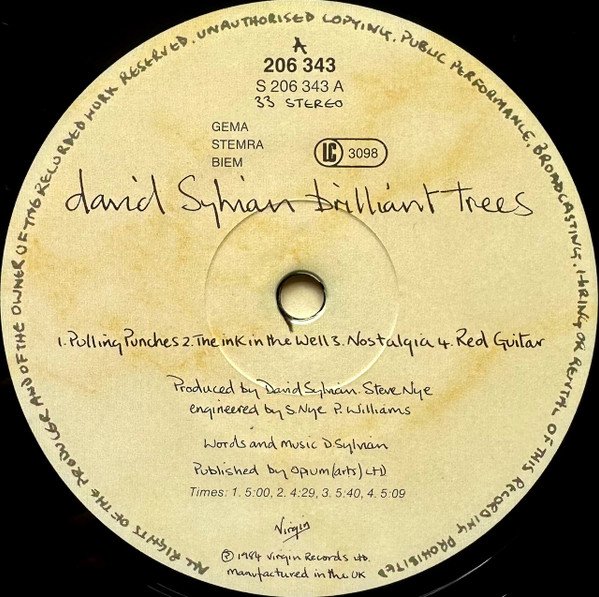 A
206 343
S 206 343 A
33 STEREO
GEMA
STEMRA
BIEM
LC 3098
david Sylvian brilliant trees
1. Pulling Punches 2. The ink in the Well 3. Nostalgia 4. Red Guitar
Produced by David Sylvian. Steve Nye
engineered by S. Nye P. Williams
Words and music D. Sylvian
Published by Opium (arts) LTD
Times: 1. 5:00, 2. 4:29, 3. 5:40, 4. 5:09
Virgin
℗ 1984 Virgin Records LTD.
manufactured in the UK
ALL RIGHTS OF THE PRODUCER AND OF THE OWNER OF THE RECORDED WORK RESERVED. UNAUTHORISED COPYING. PUBLIC PERFORMANCE, BROADCASTING. HIRING OR RENTAL OF THIS RECORDING PROHIBITED